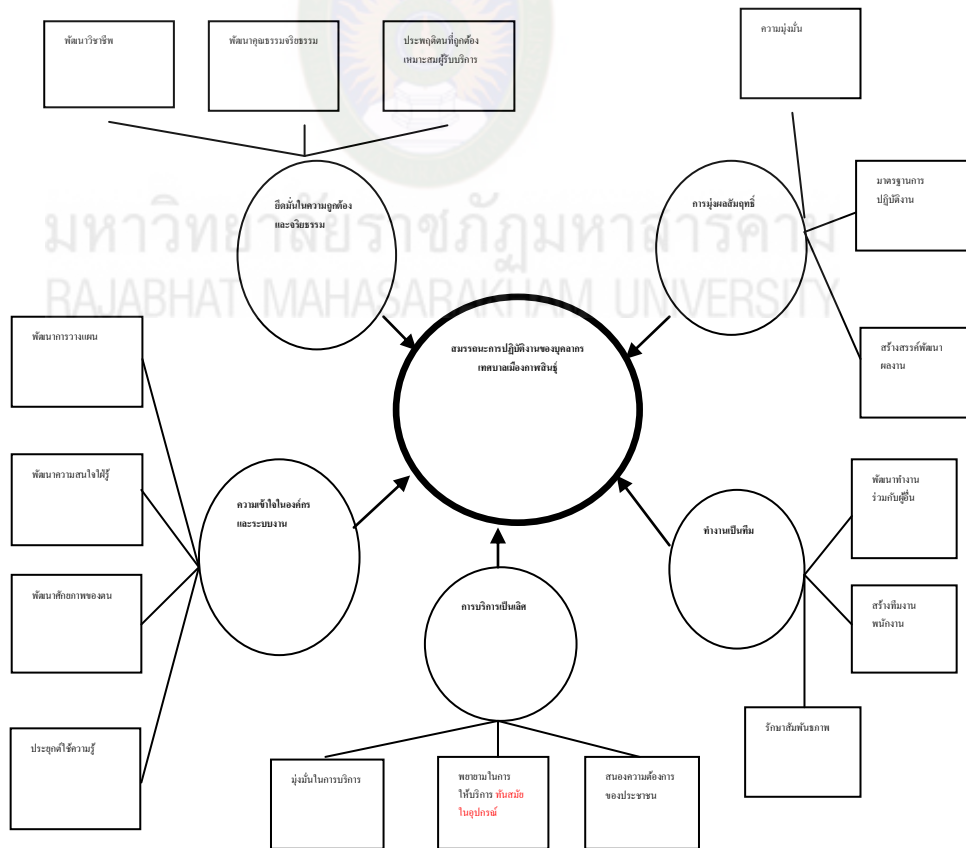 พัฒนาวิชาชีพ
พัฒนาคุณธรรมจริยธรรม
ประพฤติตนที่ถูกต้อง
เหมาะสมผู้รับบริการ
ความมุ่งมั่น
ยึดมั่นในความถูกต้อง
และจริยธรรม
การมุ่งผลสัมฤทธิ์
มาตรฐานการ
ปฏิบัติงาน
มหาวิทยาลัยราชภัฏมหาสารคาม
RAJABHAT MAHASARAKHAM UNIVERSITY
พัฒนาการวางแผน
สมรรถนะการปฏิบัติงานของบุคลากร
เทศบาลเมืองกาฬสินธุ์
สร้างสรรค์พัฒนา
ผลงาน
พัฒนาความสนใจใฝ่รู้
ความเข้าใจในองค์กร
และระบบงาน
ทำงานเป็นทีม
พัฒนาทำงาน
ร่วมกับผู้อื่น
พัฒนาศักยภาพของตน
การบริการเป็นเลิศ
สร้างทีมงาน
พนักงาน
ประยุกต์ใช้ความรู้
รักษาสัมพันธภาพ
มุ่งมั่นในการบริการ
พยายามในการ
ให้บริการ ทันสมัย
ในอุปกรณ์
สนองความต้องการ
ของประชาชน